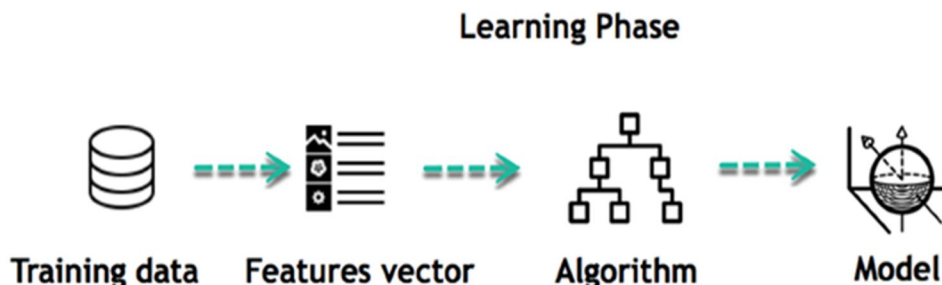 Learning Phase
Training data
Features vector
Algorithm
Model